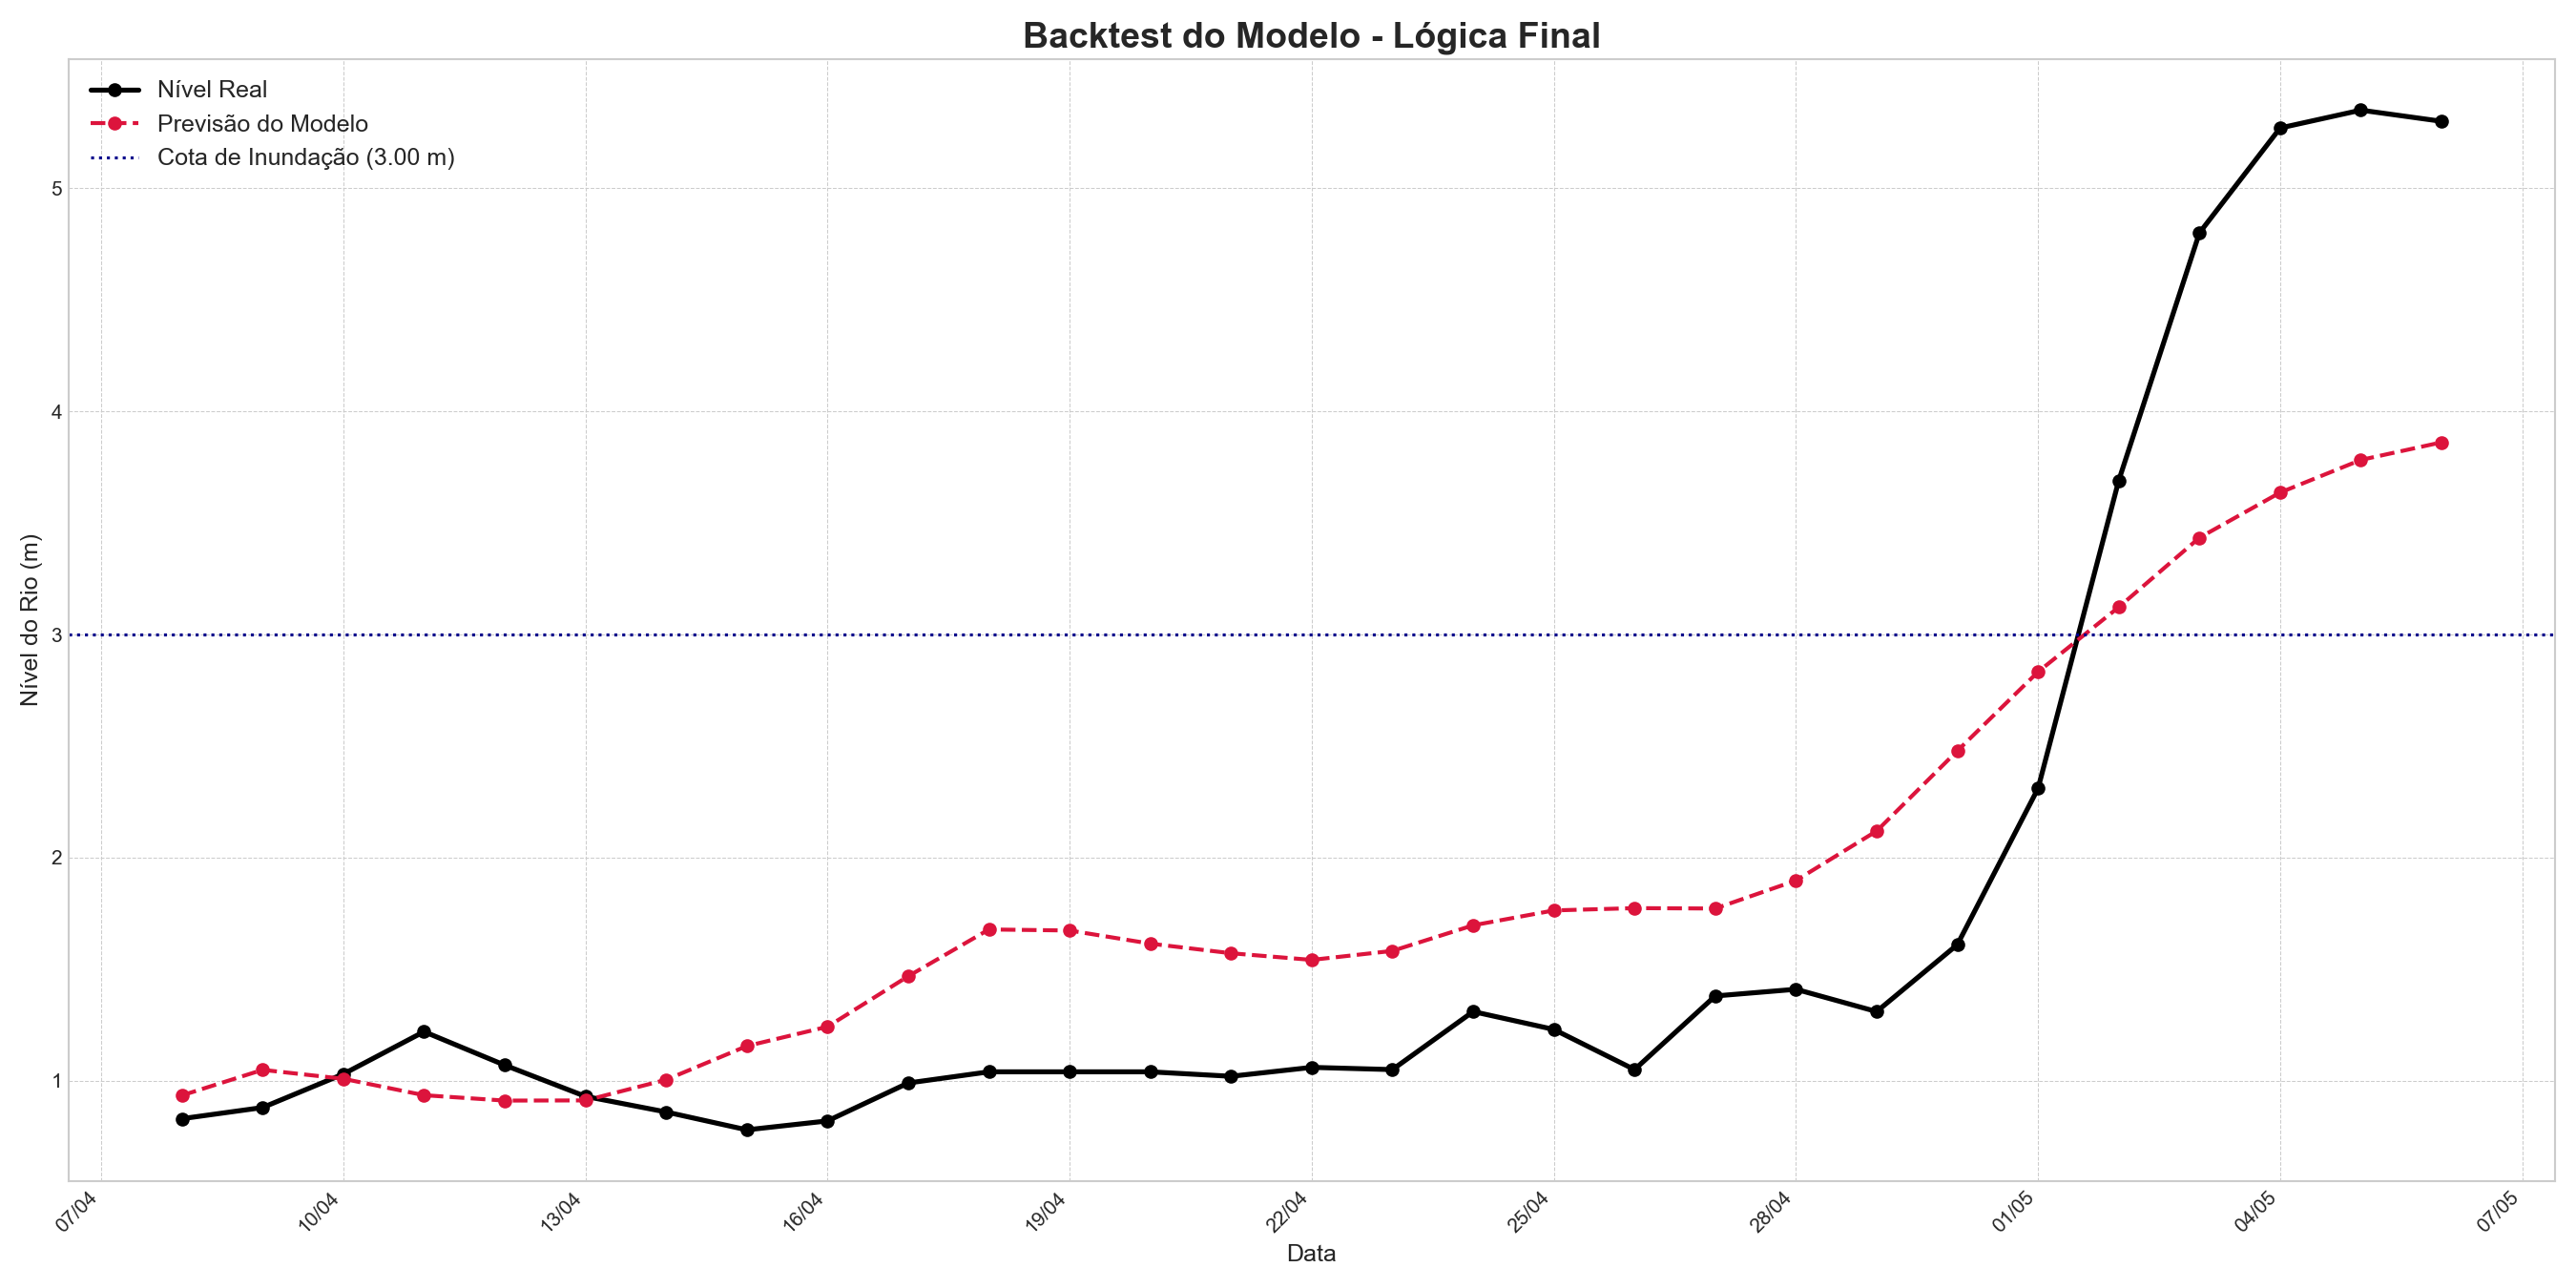 Backtest do Modelo - Lógica Final
Nível Real
Previsão do Modelo
Cota de Inundação (3.00 m)
Nível do Rio (m)
5
4
3
2
1
07/04
10/04
13/04
16/04
19/04
22/04
25/04
28/04
01/05
04/05
07/05
Data